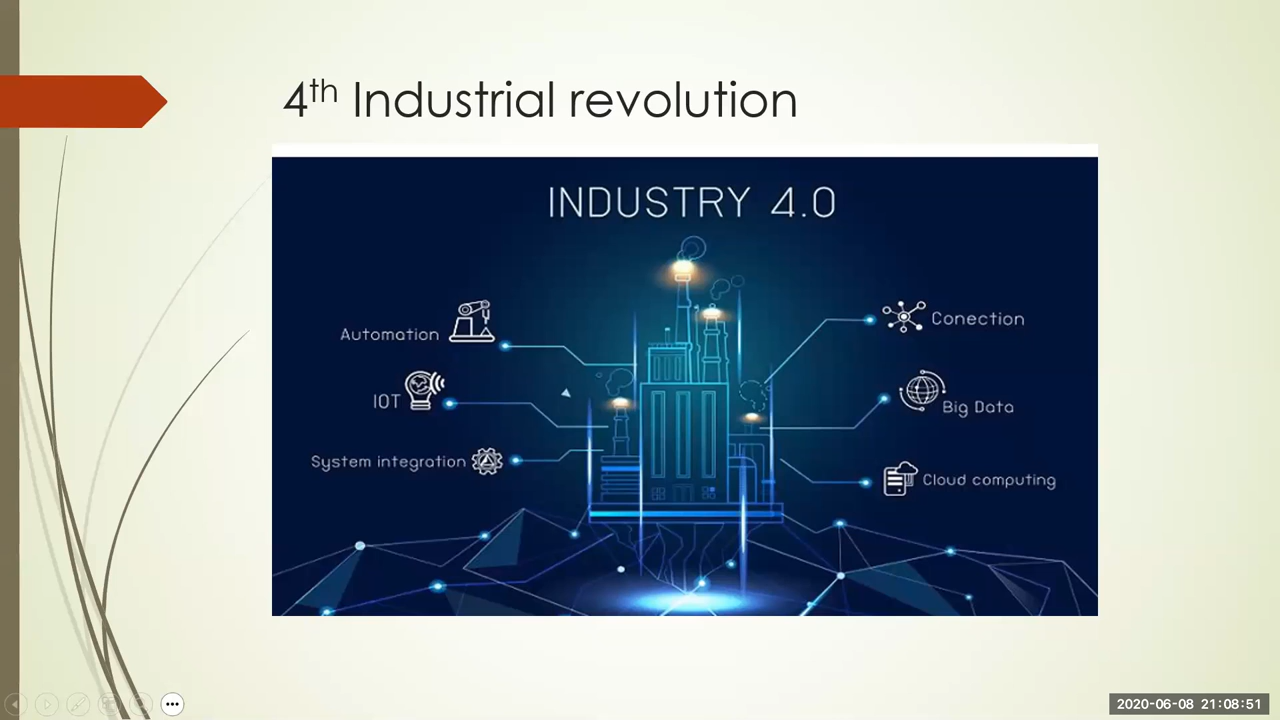 4th Industrial revolution
INDUSTRY 4.0
Automation
IOT
System integration
Conection
Big Data
Cloud computing
2020-06-08 21:08:51